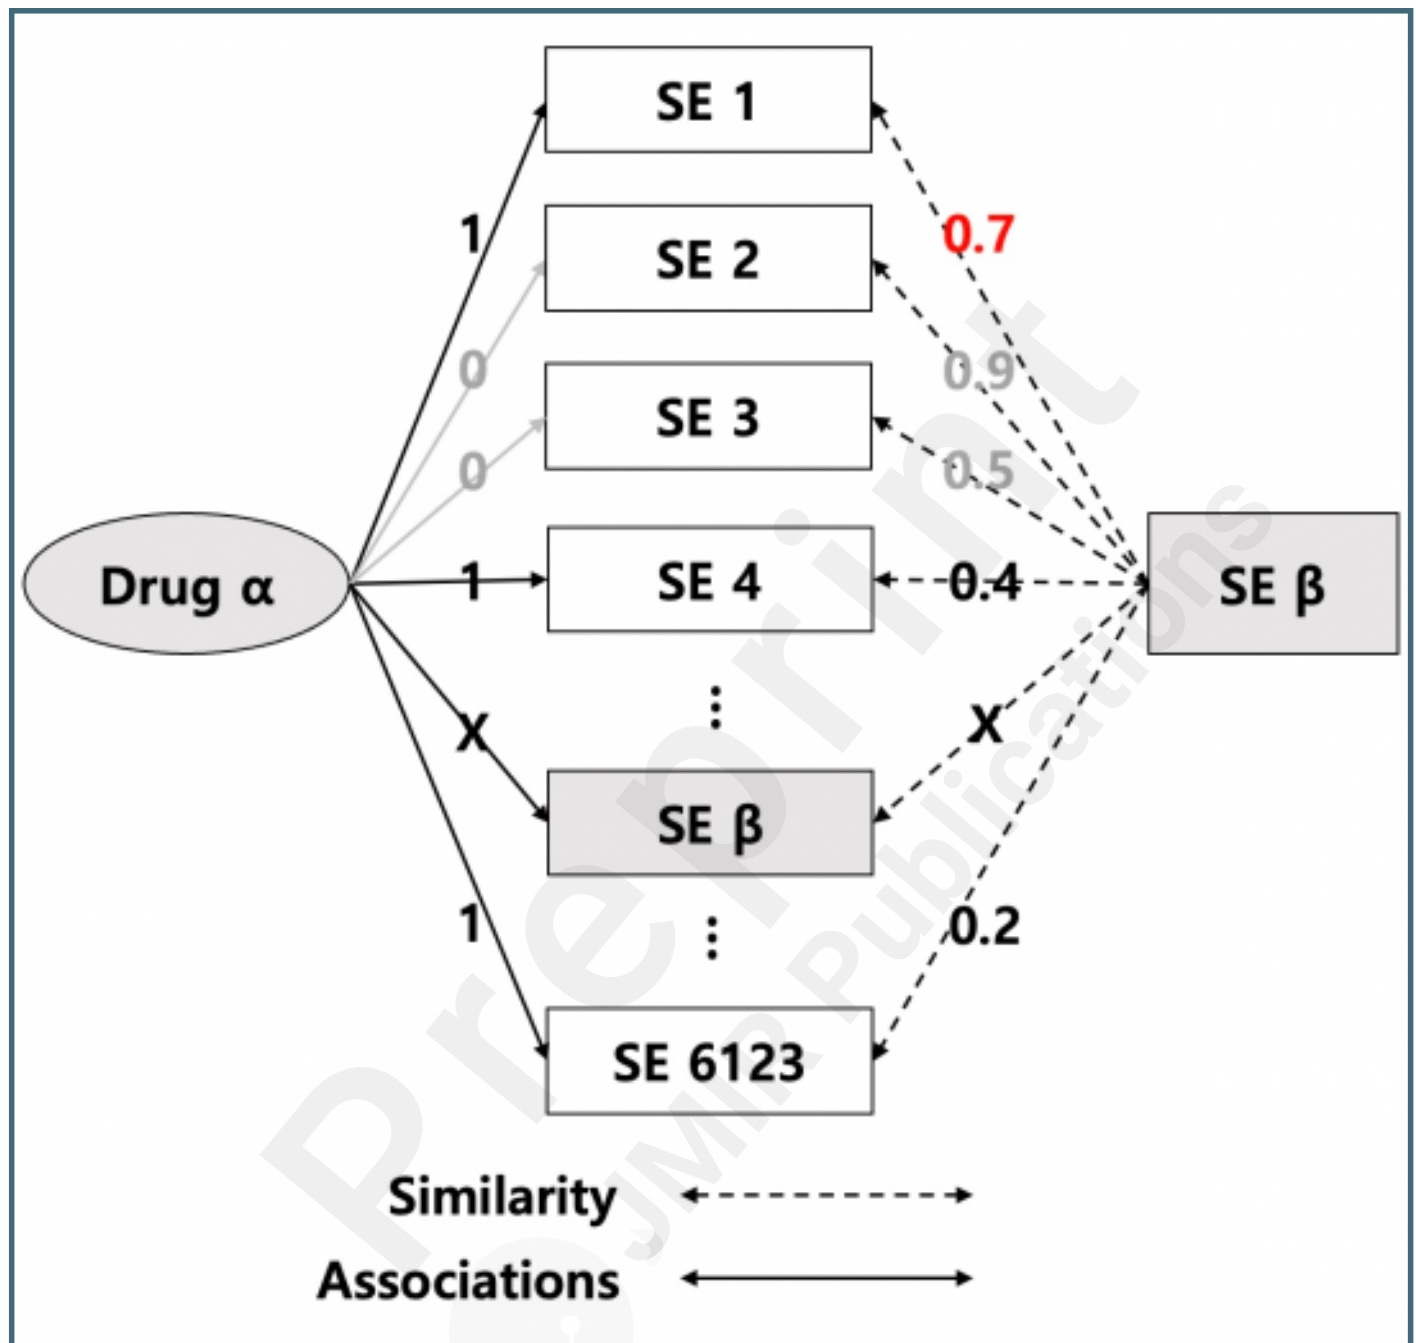 SE 1
1
0.7
SE 2
0
0.9
SE 3
0
0.5
Drug α
1
SE 4
0.4
SE β
X
X
SE β
1
0.2
SE 6123
Similarity
Associations
Preprint
JMIR Publications